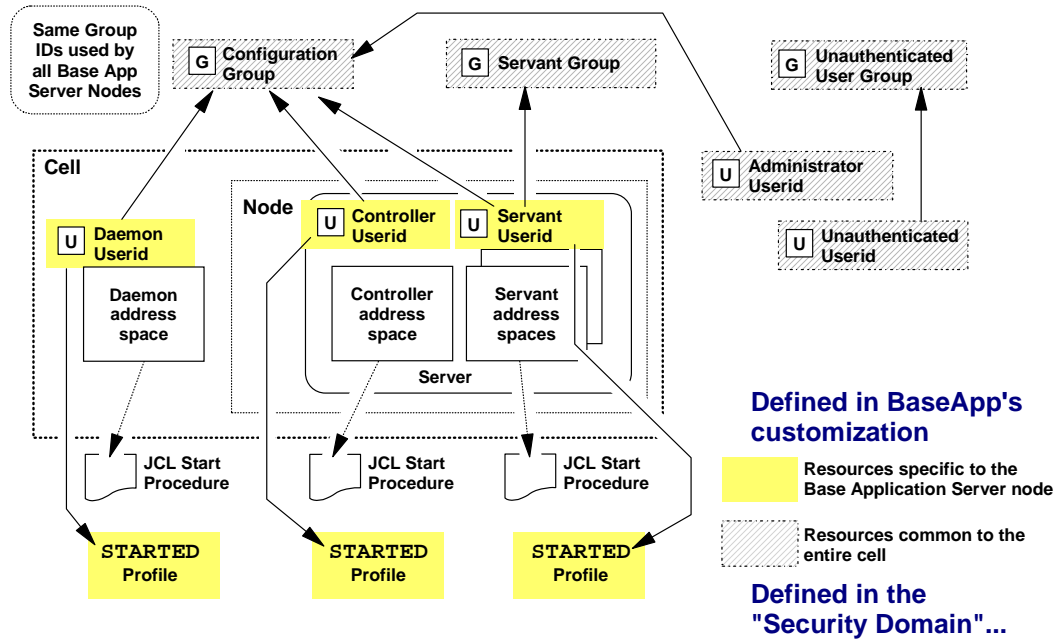 Same Group
IDs used by
all Base App
Server Nodes
G Configuration
Group
G Servant Group
G Unauthenticated
User Group
U Administrator
Userid
U Unauthenticated
Userid
Cell
Node
U Daemon
Userid
U Controller
Userid
U Servant
Userid
Daemon
address
space
Controller
address
space
Servant
address
spaces
Server
JCL Start
Procedure
JCL Start
Procedure
JCL Start
Procedure
STARTED
Profile
STARTED
Profile
STARTED
Profile
Defined in BaseApp's
customization
Resources specific to the
Base Application Server node
Resources common to the
entire cell
Defined in the
"Security Domain"...